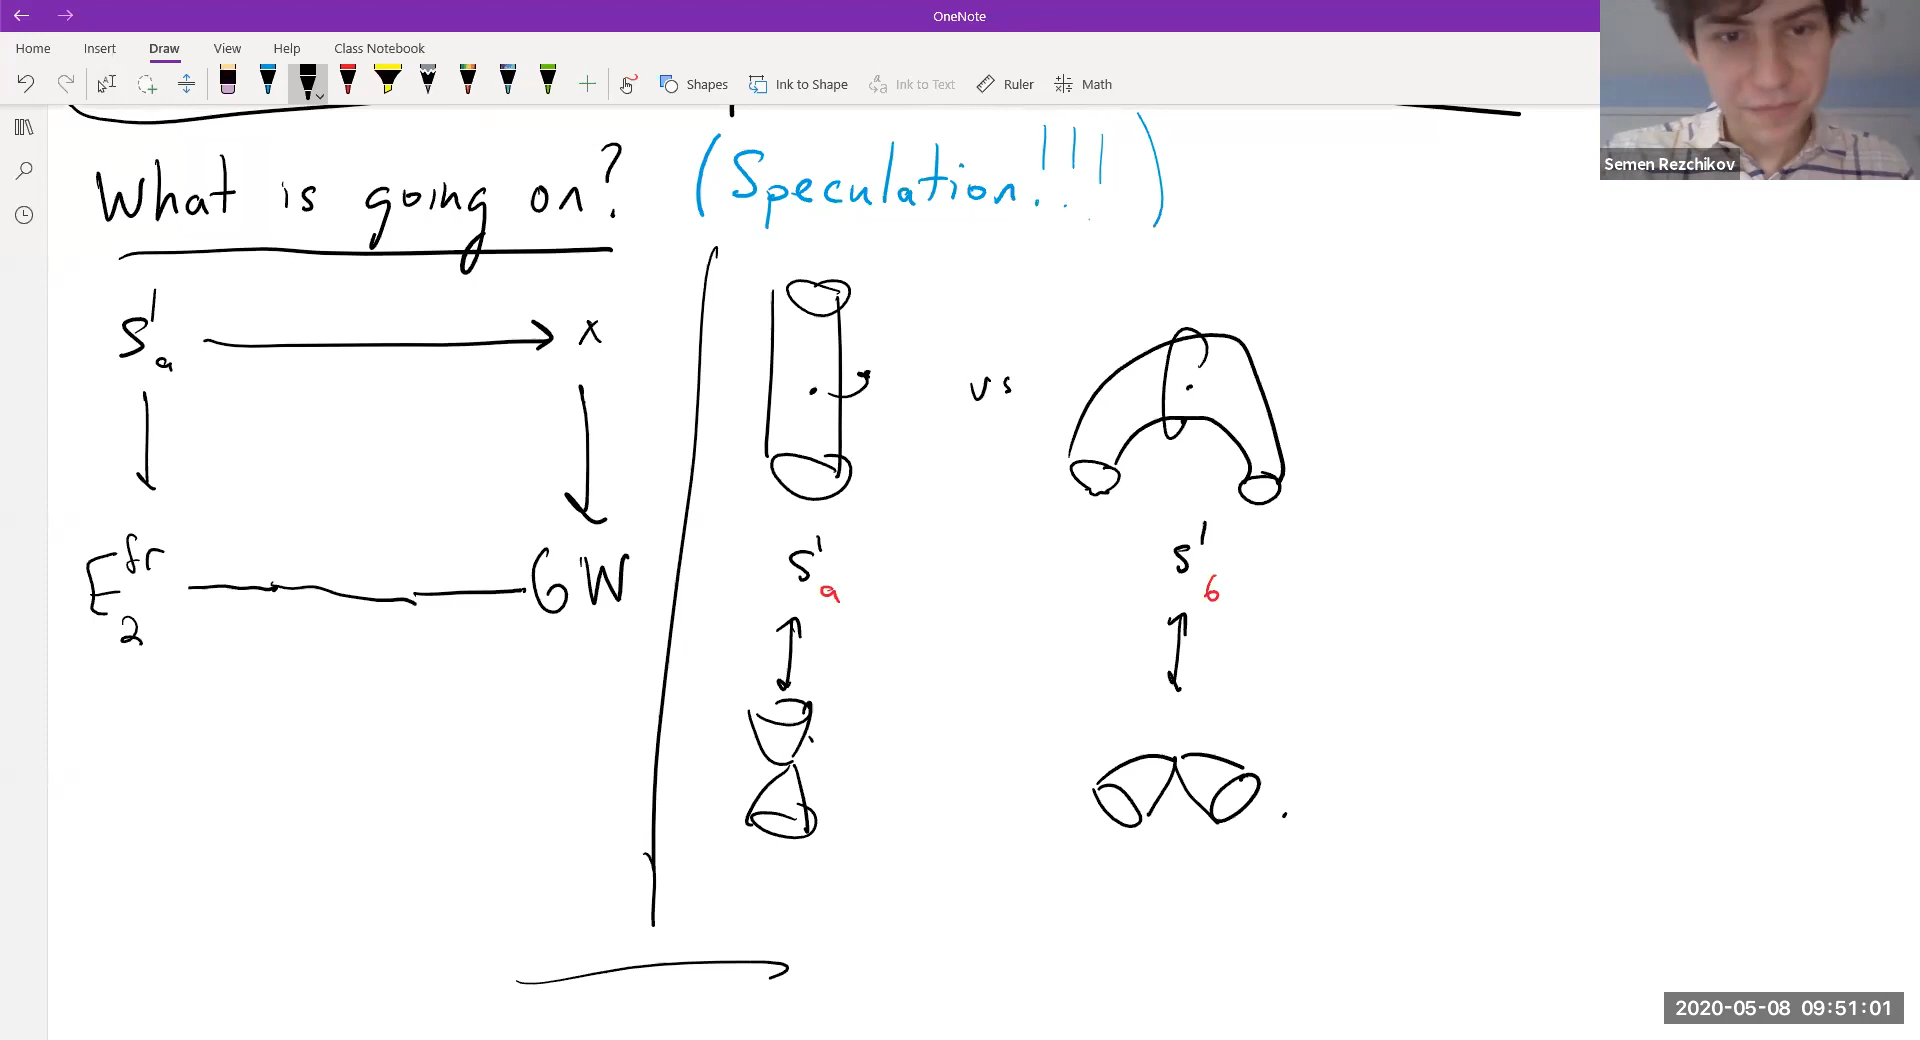 OneNote
Home Insert Draw View Help Class Notebook
Shapes Ink to Shape Ink to Text Ruler Math
Semen Rezchikov
What is going on? (Speculation!!!)
S¹ₐ x
vs
E₂^fr GW
S¹ₐ S¹_b
2020-05-08 09:51:01